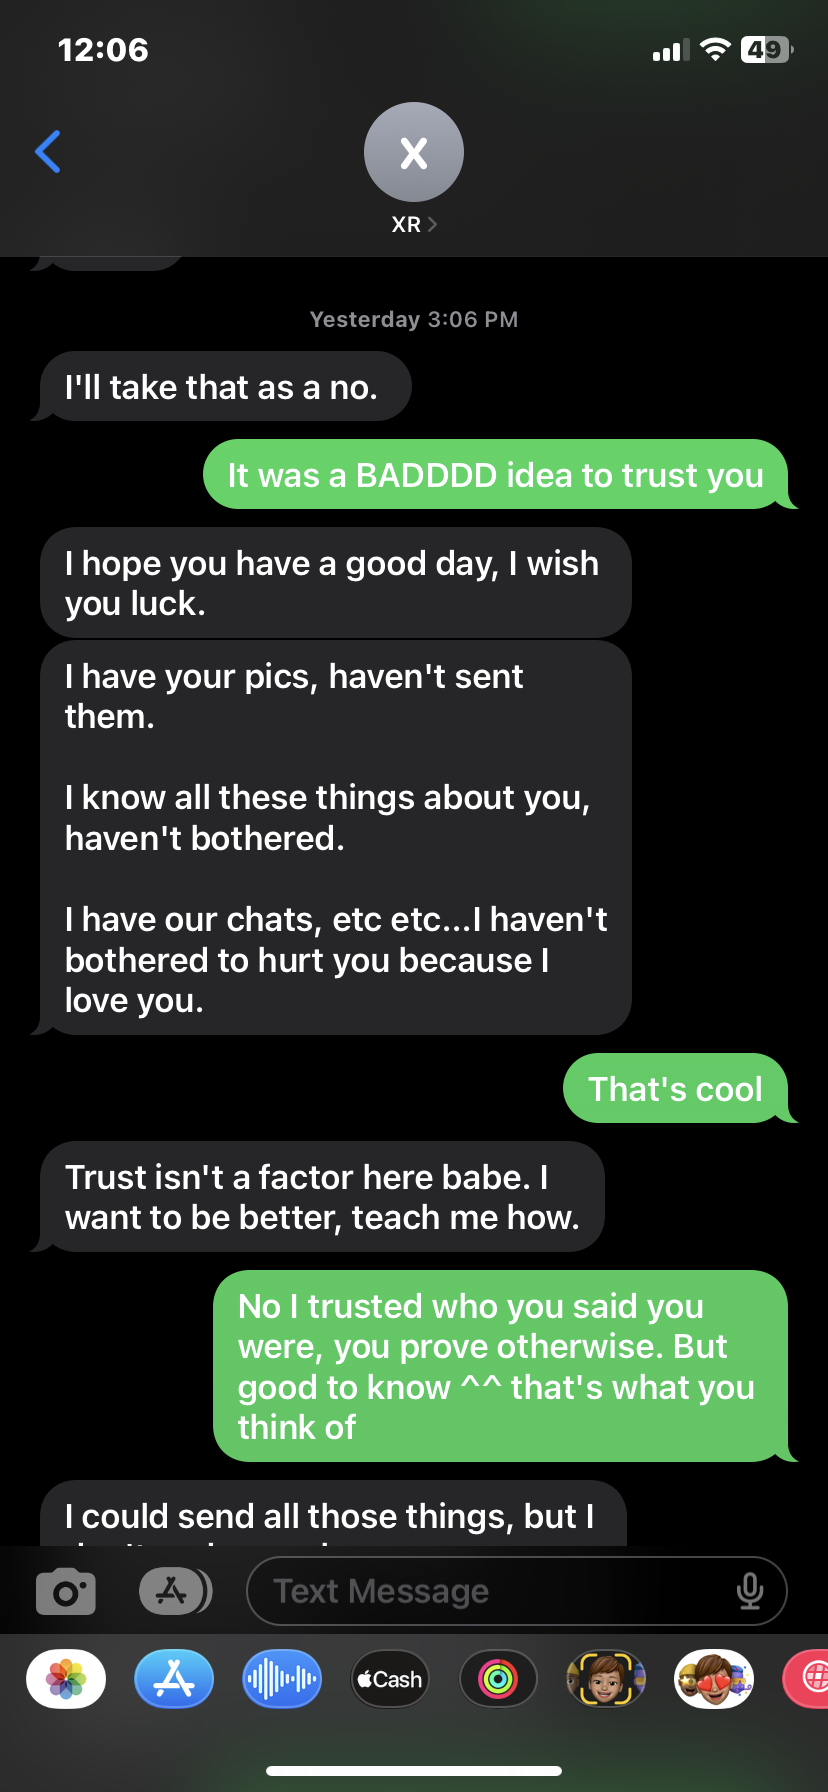 12:06
49
X
XR
Yesterday 3:06 PM
I'll take that as a no.
It was a BADDDD idea to trust you
I hope you have a good day, I wish
you luck.
I have your pics, haven't sent
them.
I know all these things about you,
haven't bothered.
I have our chats, etc etc...I haven't
bothered to hurt you because I
love you.
That's cool
Trust isn't a factor here babe. I
want to be better, teach me how.
No I trusted who you said you
were, you prove otherwise. But
good to know ^^ that's what you
think of
I could send all those things, but I
Text Message
Cash